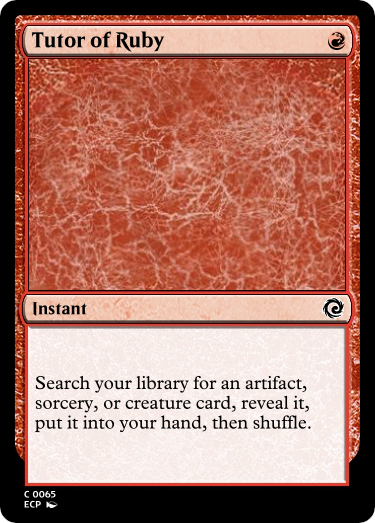 Tutor of Ruby
Instant
Search your library for an artifact,
sorcery, or creature card, reveal it,
put it into your hand, then shuffle.
C 0065
ECP